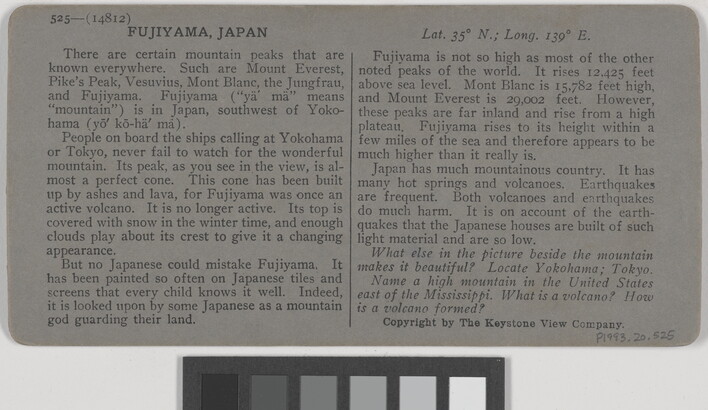 525—(14812)
FUJIYAMA, JAPAN
There are certain mountain peaks that are
known everywhere. Such are Mount Everest,
Pike's Peak, Vesuvius, Mont Blanc, the Jungfrau,
and Fujiyama. Fujiyama ("yä′ mä" means
"mountain") is in Japan, southwest of Yoko-
hama (yō′ kō-hä′ má).
People on board the ships calling at Yokohama
or Tokyo, never fail to watch for the wonderful
mountain. Its peak, as you see in the view, is al-
most a perfect cone. This cone has been built
up by ashes and lava, for Fujiyama was once an
active volcano. It is no longer active. Its top is
covered with snow in the winter time, and enough
clouds play about its crest to give it a changing
appearance.
But no Japanese could mistake Fujiyama. It
has been painted so often on Japanese tiles and
screens that every child knows it well. Indeed,
it is looked upon by some Japanese as a mountain
god guarding their land.
Lat. 35° N.; Long. 139° E.
Fujiyama is not so high as most of the other
noted peaks of the world. It rises 12,425 feet
above sea level. Mont Blanc is 15,782 feet high,
and Mount Everest is 29,002 feet. However,
these peaks are far inland and rise from a high
plateau. Fujiyama rises to its height within a
few miles of the sea and therefore appears to be
much higher than it really is.
Japan has much mountainous country. It has
many hot springs and volcanoes. Earthquakes
are frequent. Both volcanoes and earthquakes
do much harm. It is on account of the earth-
quakes that the Japanese houses are built of such
light material and are so low.
What else in the picture beside the mountain
makes it beautiful? Locate Yokohama; Tokyo.
Name a high mountain in the United States
east of the Mississippi. What is a volcano? How
is a volcano formed?
Copyright by The Keystone View Company.
P1993.20.525